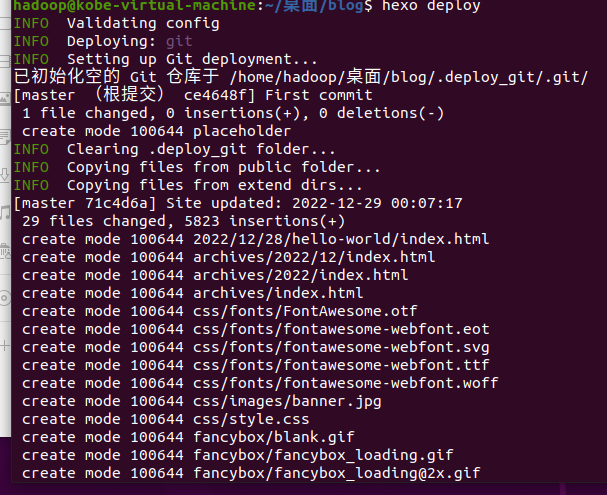 hadoop@kobe-virtual-machine:~/桌面/blog$ hexo deploy
INFO  Validating config
INFO  Deploying: git
INFO  Setting up Git deployment...
已初始化空的 Git 仓库于 /home/hadoop/桌面/blog/.deploy_git/.git/
[master （根提交） ce4648f] First commit
 1 file changed, 0 insertions(+), 0 deletions(-)
 create mode 100644 placeholder
INFO  Clearing .deploy_git folder...
INFO  Copying files from public folder...
INFO  Copying files from extend dirs...
[master 71c4d6a] Site updated: 2022-12-29 00:07:17
 29 files changed, 5823 insertions(+)
 create mode 100644 2022/12/28/hello-world/index.html
 create mode 100644 archives/2022/12/index.html
 create mode 100644 archives/2022/index.html
 create mode 100644 archives/index.html
 create mode 100644 css/fonts/FontAwesome.otf
 create mode 100644 css/fonts/fontawesome-webfont.eot
 create mode 100644 css/fonts/fontawesome-webfont.svg
 create mode 100644 css/fonts/fontawesome-webfont.ttf
 create mode 100644 css/fonts/fontawesome-webfont.woff
 create mode 100644 css/images/banner.jpg
 create mode 100644 css/style.css
 create mode 100644 fancybox/blank.gif
 create mode 100644 fancybox/fancybox_loading.gif
 create mode 100644 fancybox/fancybox_loading@2x.gif